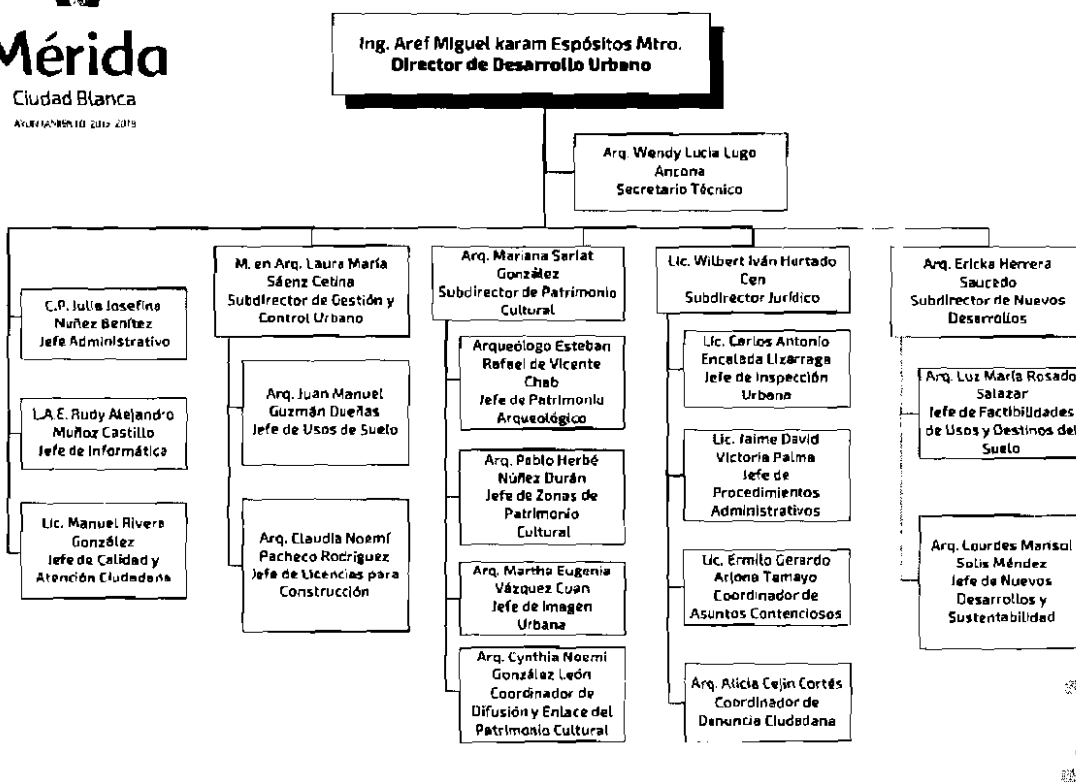 Mérida
Ciudad Blanca
Ing. Aref Miguel karam Espósitos Mtro.
Director de Desarrollo Urbano
Arq. Wendy Lucia Lugo
Ancona
Secretario Técnico
C.P. Julia Josefina
Nuñez Benítez
Jefe Administrativo
L.A.E. Rudy Alejandro
Muñoz Castillo
Jefe de Informática
Lic. Manuel Rivera
González
Jefe de Calidad y
Atención Ciudadana
M. en Arq. Laura María
Sáenz Cetina
Subdirector de Gestión y
Control Urbano
Arq. Juan Manuel
Guzmán Dueñas
Jefe de Usos de Suelo
Arq. Claudia Noemí
Pacheco Rodríguez
Jefe de Licencias para
Construcción
Arq. Mariana Sarlat
González
Subdirector de Patrimonio
Cultural
Arqueólogo Esteban
Rafael de Vicente
Chab
Jefe de Patrimonio
Arqueológico
Arq. Pablo Herbé
Núñez Durán
Jefe de Zonas de
Patrimonio
Cultural
Arq. Martha Eugenia
Vázquez Cuan
Jefe de Imagen
Urbana
Arq. Cynthia Noemi
González León
Coordinador de
Difusión y Enlace del
Patrimonio Cultural
Lic. Wilbert Iván Hurtado
Cen
Subdirector Jurídico
Lic. Carlos Antonio
Encalada Lizarraga
Jefe de Inspección
Urbana
Lic. Jaime David
Victoria Palma
Jefe de
Procedimientos
Administrativos
Lic. Ermilo Gerardo
Arjona Tamayo
Coordinador de
Asuntos Contenciosos
Arq. Alicia Cejin Cortés
Coordinador de
Denuncia Ciudadana
Arq. Ericka Herrera
Saucedo
Subdirector de Nuevos
Desarrollos
Arq. Luz María Rosado
Salazar
Jefe de Factibilidades
de Usos y Destinos del
Suelo
Arq. Lourdes Marisol
Solis Méndez
Jefe de Nuevos
Desarrollos y
Sustentabilidad